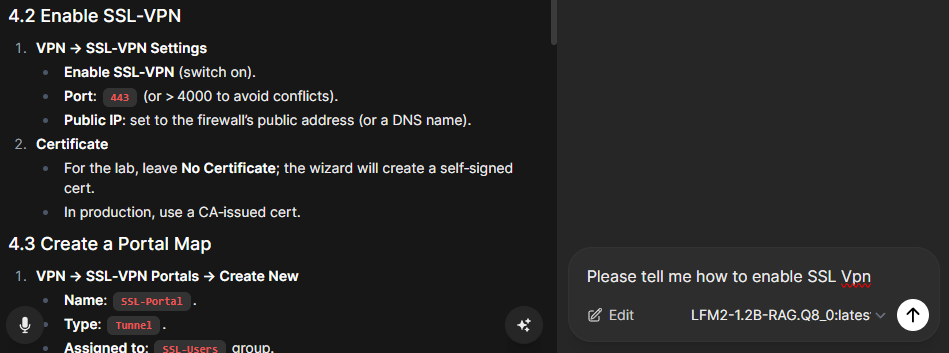 4.2 Enable SSL-VPN
1. VPN → SSL-VPN Settings
• Enable SSL-VPN (switch on).
• Port: 443 (or > 4000 to avoid conflicts).
• Public IP: set to the firewall's public address (or a DNS name).
2. Certificate
• For the lab, leave No Certificate; the wizard will create a self-signed
cert.
• In production, use a CA-issued cert.
4.3 Create a Portal Map
1. VPN → SSL-VPN Portals → Create New
• Name: SSL-Portal.
• Type: Tunnel.
• Assigned to: SSL-Users group.
Please tell me how to enable SSL Vpn
Edit
LFM2-1.2B-RAG.Q8_0:lates